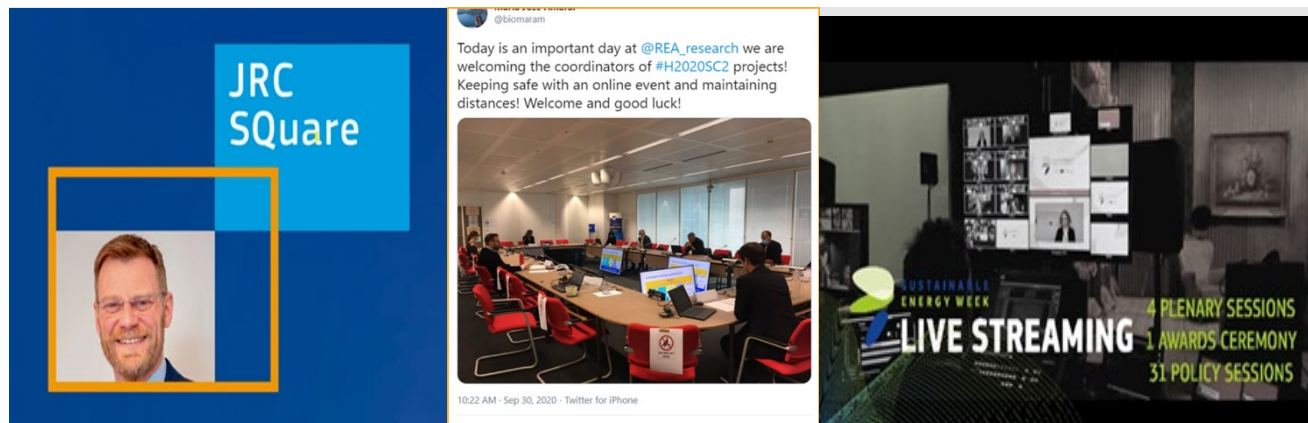 JRC
SQuare
@biomaram
Today is an important day at @REA_research we are
welcoming the coordinators of #H2020SC2 projects!
Keeping safe with an online event and maintaining
distances! Welcome and good luck!
10:22 AM · Sep 30, 2020 · Twitter for iPhone
SUSTAINABLE
ENERGY WEEK
LIVE STREAMING
4 PLENARY SESSIONS
1 AWARDS CEREMONY
31 POLICY SESSIONS